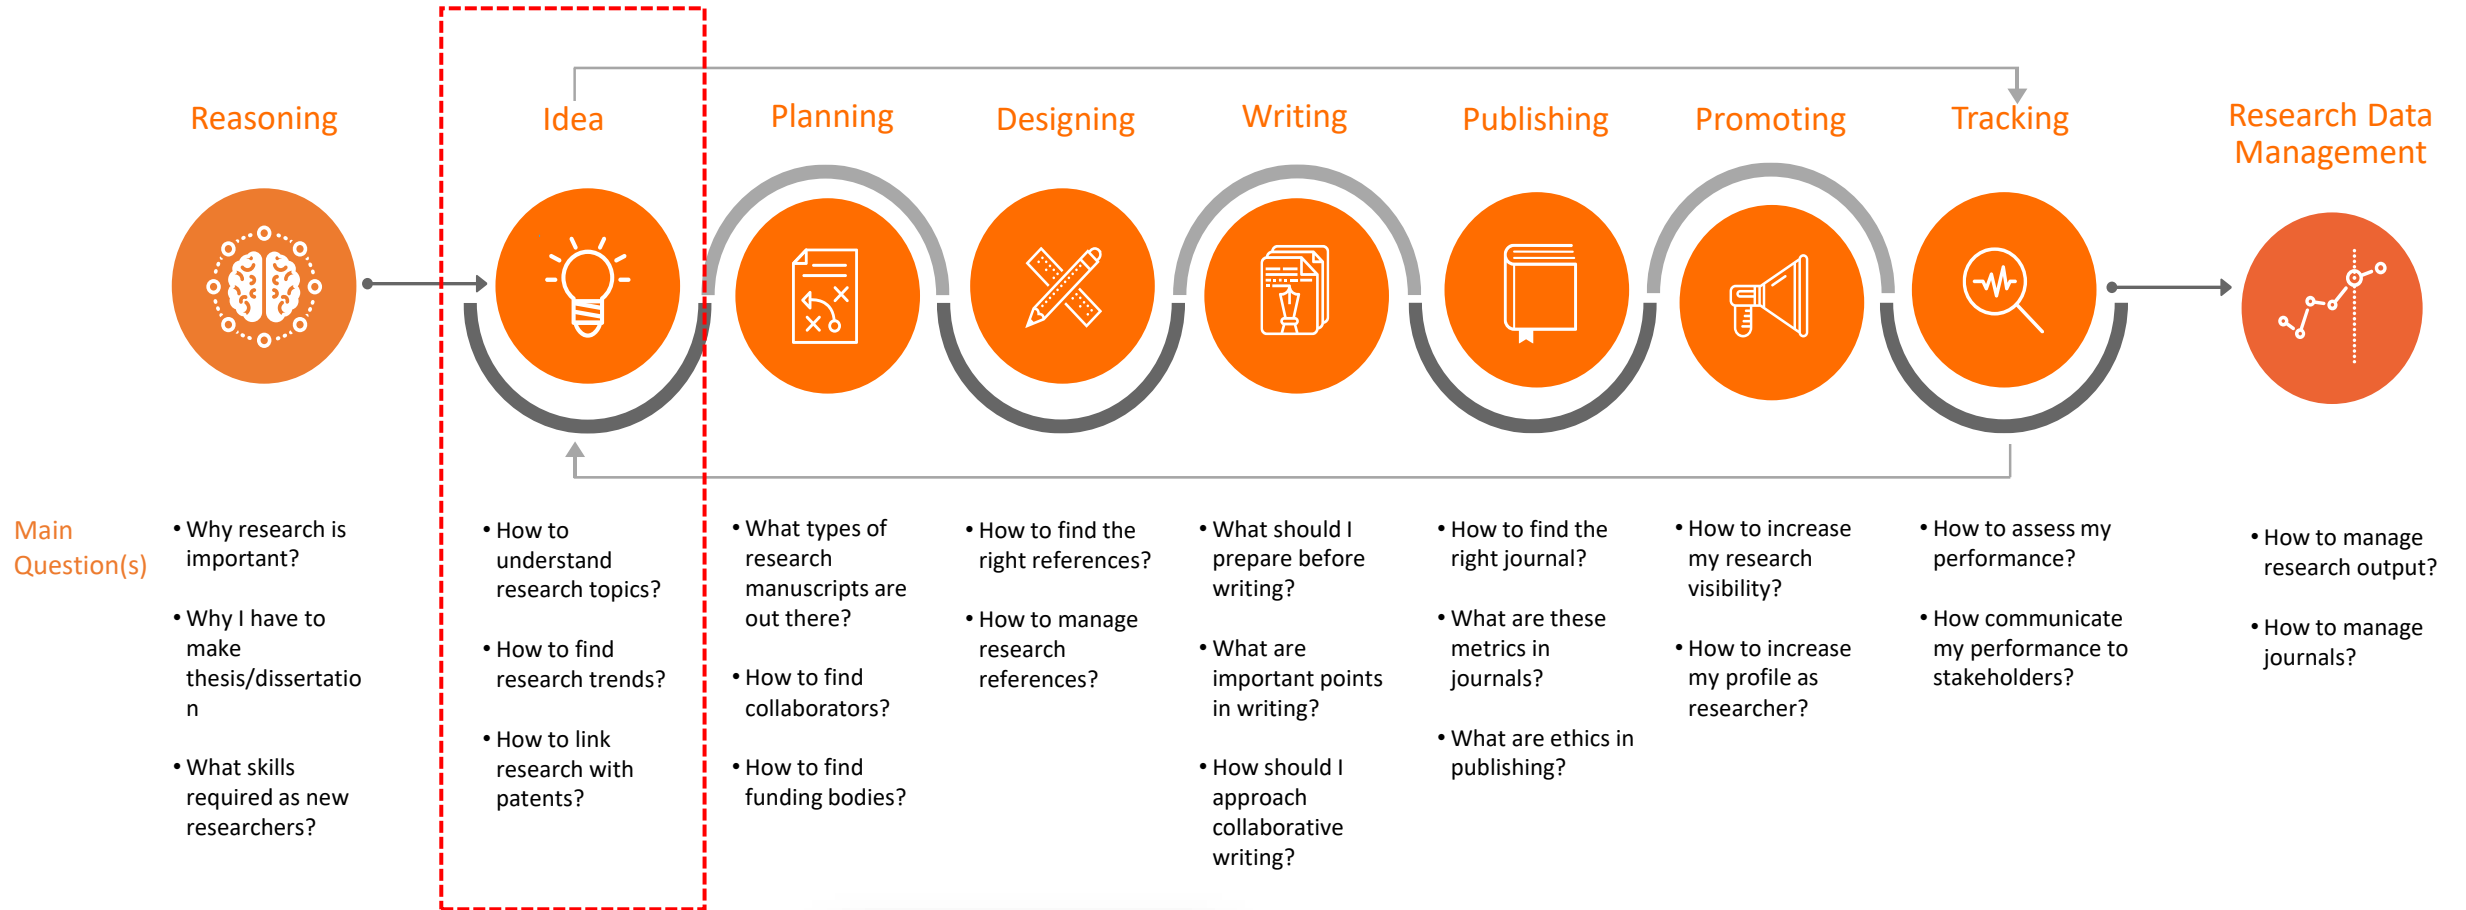 Reasoning
Idea
Planning
Designing
Writing
Publishing
Promoting
Tracking
Research Data
Management
Main
Question(s)
• Why research is
important?
• Why I have to
make
thesis/dissertatio
n
• What skills
required as new
researchers?
• How to
understand
research topics?
• How to find
research trends?
• How to link
research with
patents?
• What types of
research
manuscripts are
out there?
• How to find
collaborators?
• How to find
funding bodies?
• How to find the
right references?
• How to manage
research
references?
• What should I
prepare before
writing?
• What are
important points
in writing?
• How should I
approach
collaborative
writing?
• How to find the
right journal?
• What are these
metrics in
journals?
• What are ethics in
publishing?
• How to increase
my research
visibility?
• How to increase
my profile as
researcher?
• How to assess my
performance?
• How communicate
my performance to
stakeholders?
• How to manage
research output?
• How to manage
journals?